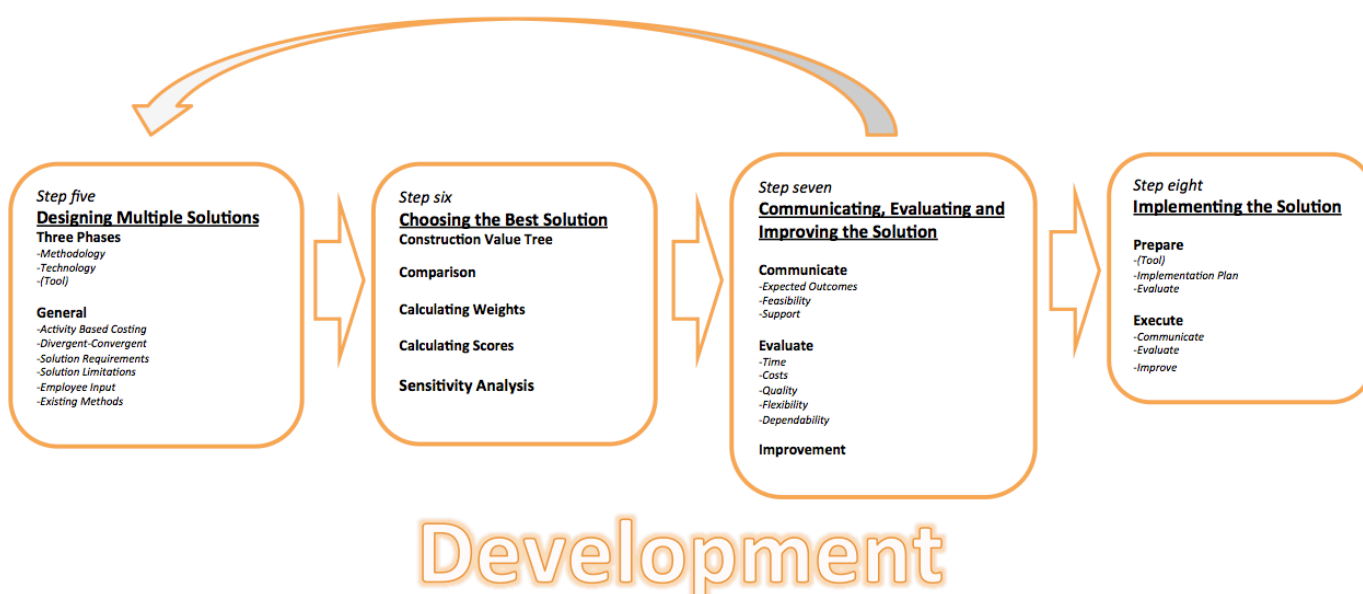 Step five
Designing Multiple Solutions
Three Phases
-Methodology
-Technology
-(Tool)
General
-Activity Based Costing
-Divergent-Convergent
-Solution Requirements
-Solution Limitations
-Employee Input
-Existing Methods
Step six
Choosing the Best Solution
Construction Value Tree
Comparison
Calculating Weights
Calculating Scores
Sensitivity Analysis
Step seven
Communicating, Evaluating and
Improving the Solution
Communicate
-Expected Outcomes
-Feasibility
-Support
Evaluate
-Time
-Costs
-Quality
-Flexibility
-Dependability
Improvement
Step eight
Implementing the Solution
Prepare
-(Tool)
-Implementation Plan
-Evaluate
Execute
-Communicate
-Evaluate
-Improve
Development